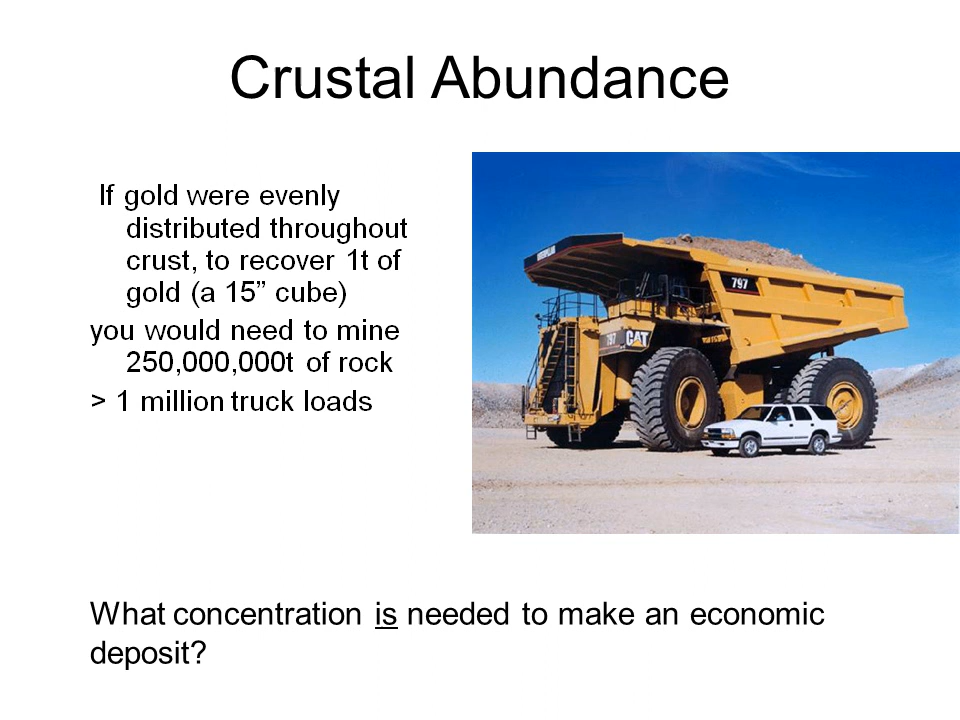 Crustal Abundance
If gold were evenly
distributed throughout
crust, to recover 1t of
gold (a 15” cube)
you would need to mine
250,000,000t of rock
> 1 million truck loads
797
797 CAT
What concentration is needed to make an economic
deposit?